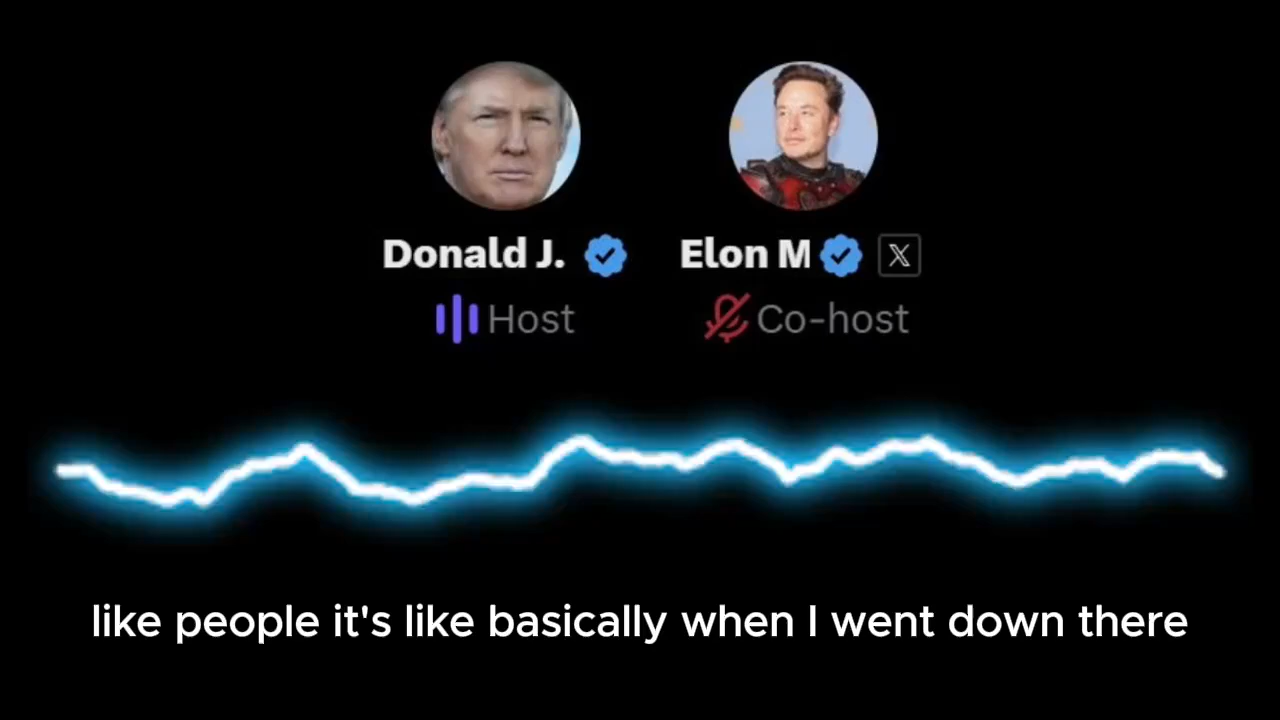 Donald J. Elon M X
Host Co-host
like people it's like basically when I went down there